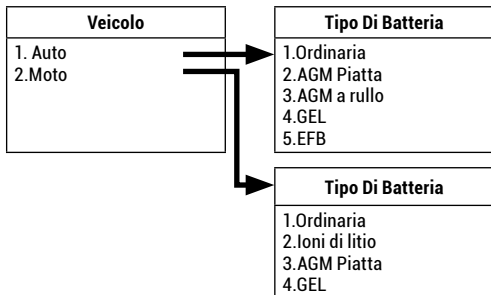 Veicolo
1. Auto
2.Moto
Tipo Di Batteria
1.Ordinaria
2.AGM Piatta
3.AGM a rullo
4.GEL
5.EFB
Tipo Di Batteria
1.Ordinaria
2.Ioni di litio
3.AGM Piatta
4.GEL